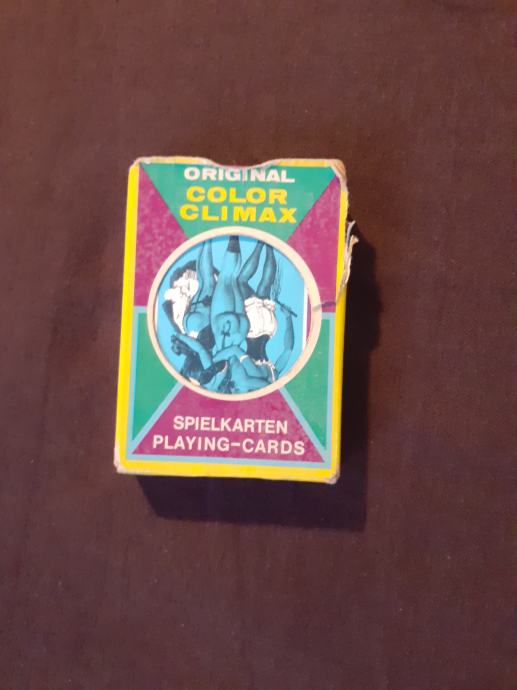 ORIGINAL
COLOR
CLIMAX
SPIELKARTEN
PLAYING-CARDS